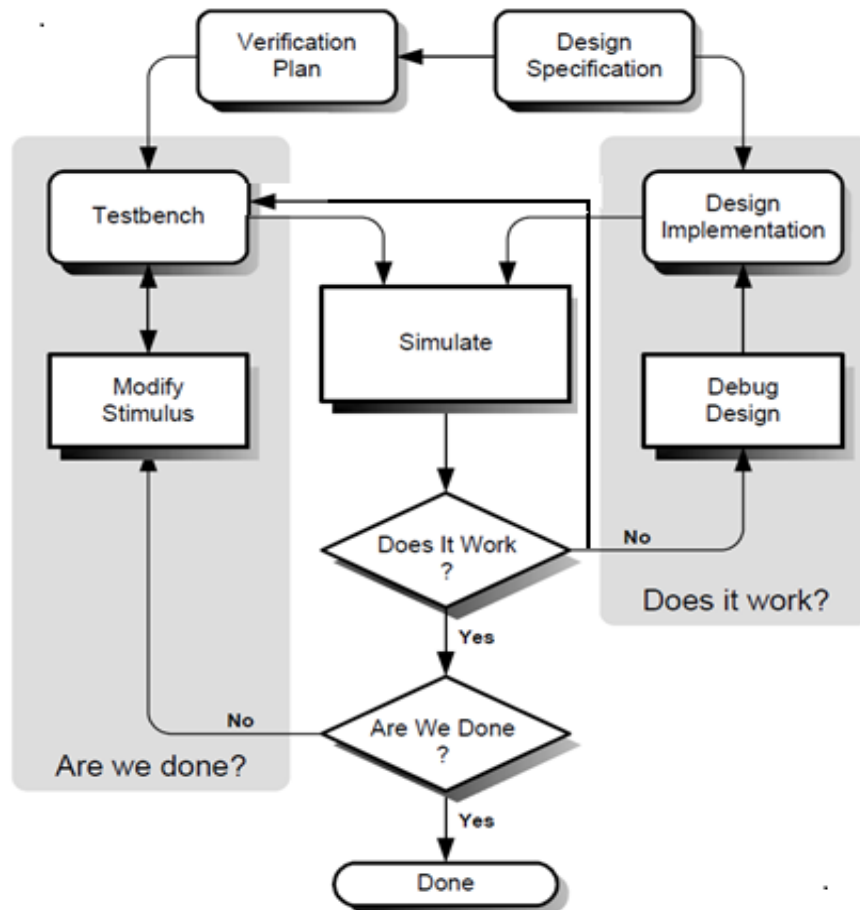 Verification
Plan
Design
Specification
Testbench
Design
Implementation
Simulate
Modify
Stimulus
Debug
Design
Does It Work
?
No
Does it work?
Yes
Are We Done
?
No
Are we done?
Yes
Done